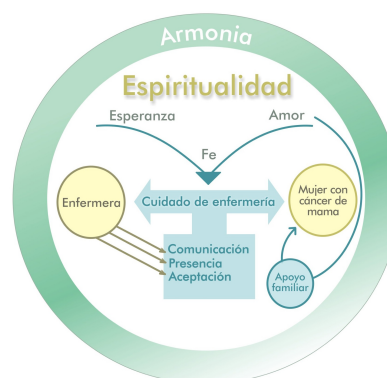 Armonia
Espiritualidad
Esperanza
Amor
Fe
Enfermera
Cuidado de enfermería
Mujer con
cáncer de
mama
Comunicación
Presencia
Aceptación
Apoyo
familiar